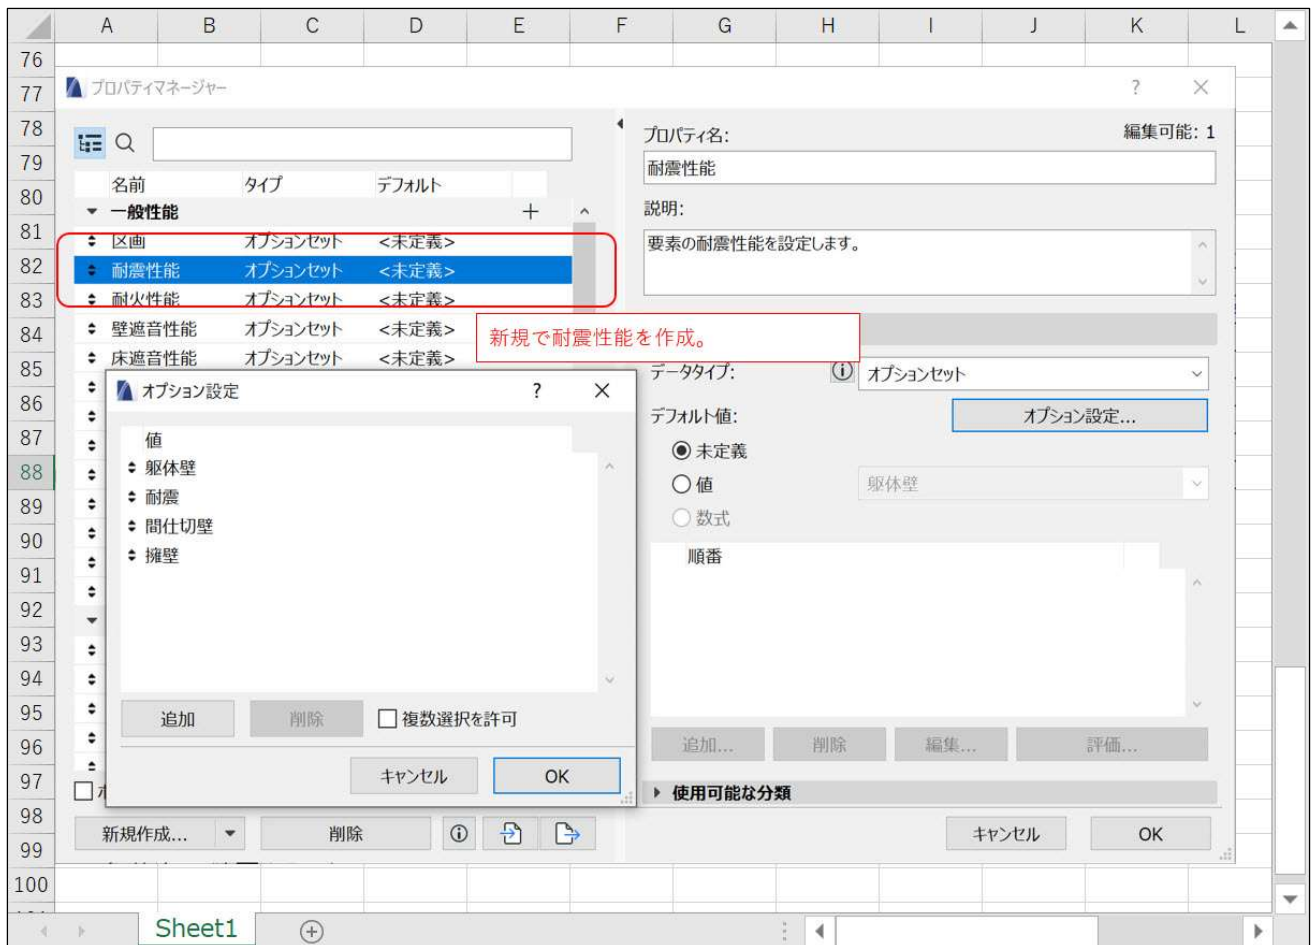 A B C D E F G H I J K L
76
77
78
79
80
81
82
83
84
85
86
87
88
89
90
91
92
93
94
95
96
97
98
99
100
プロパティマネージャー ? ×
名前 タイプ デフォルト
一般性能 +
区画 オプションセット <未定義>
耐震性能 オプションセット <未定義>
耐火性能 オプションセット <未定義>
壁遮音性能 オプションセット <未定義>
床遮音性能 オプションセット <未定義>
新規で耐震性能を作成。
オプション設定 ? ×
値
躯体壁
耐震
間仕切壁
擁壁
追加 削除 複数選択を許可
キャンセル OK
新規作成... 削除
プロパティ名: 編集可能: 1
耐震性能
説明:
要素の耐震性能を設定します。
データタイプ: オプションセット
デフォルト値: オプション設定...
未定義
値 躯体壁
数式
順番
追加... 削除 編集... 評価...
使用可能な分類
キャンセル OK
Sheet1